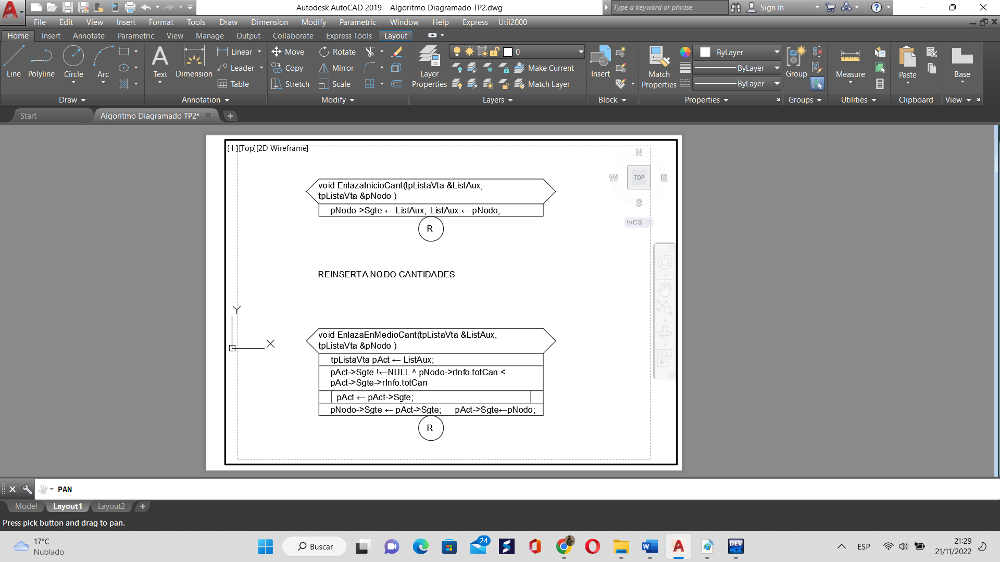 Autodesk AutoCAD 2019 Algoritmo Diagramado TP2.dwg
Type a keyword or phrase
Sign In
File Edit View Insert Format Tools Draw Dimension Modify Parametric Window Help Express Util2000
Home Insert Annotate Parametric View Manage Output Collaborate Express Tools Layout
Line Polyline Circle Arc
Text Dimension
Linear
Leader
Table
Move Rotate
Copy Mirror
Stretch Scale
Layer
Properties
0
Make Current
Match Layer
Insert
Match
Properties
ByLayer
ByLayer
ByLayer
Group
Measure
Paste
Base
Draw Annotation Modify Layers Block Properties Groups Utilities Clipboard View
Start Algoritmo Diagramado TP2*
[+][Top][2D Wireframe]
N
W TOP E
S
WCS
void EnlazaInicioCant(tpListaVta &ListAux,
tpListaVta &pNodo )
pNodo->Sgte ← ListAux; ListAux ← pNodo;
R
REINSERTA NODO CANTIDADES
Y
X
void EnlazaEnMedioCant(tpListaVta &ListAux,
tpListaVta &pNodo )
tpListaVta pAct ← ListAux;
pAct->Sgte !←NULL ^ pNodo->rInfo.totCan <
pAct->Sgte->rInfo.totCan
pAct ← pAct->Sgte;
pNodo->Sgte ← pAct->Sgte; pAct->Sgte←pNodo;
R
PAN
Model Layout1 Layout2
Press pick button and drag to pan.
17°C
Nublado
Buscar
24
DEV
C++
ESP
21:29
21/11/2022